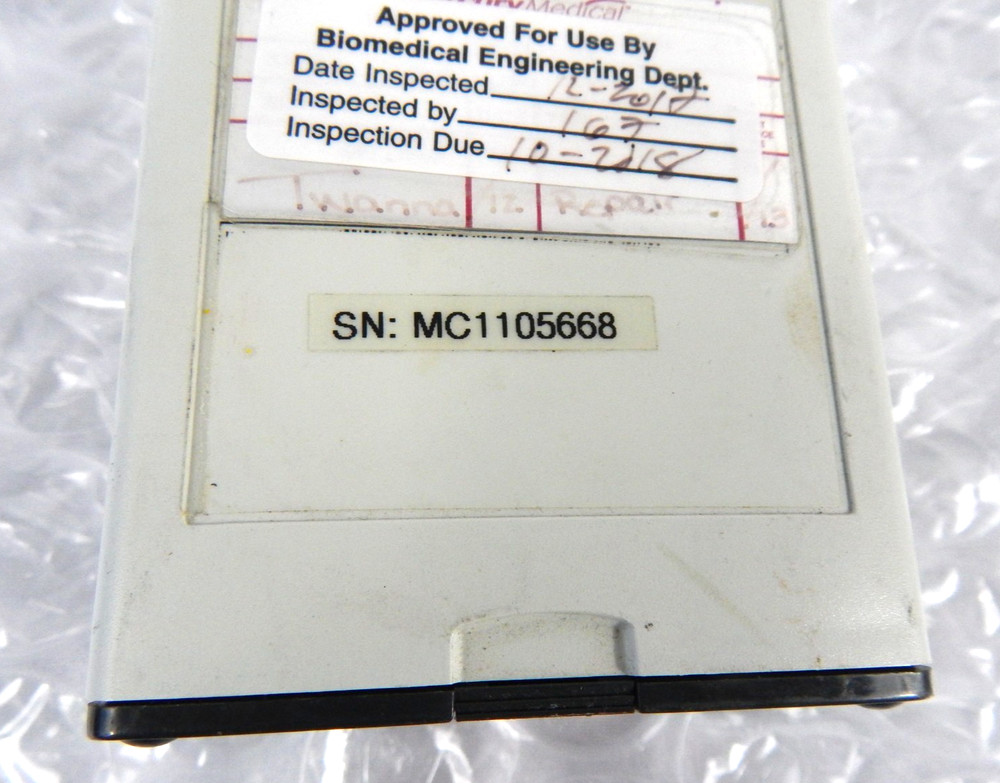 Medical
Approved For Use By
Biomedical Engineering Dept.
Date Inspected 12-2017
Inspected by 167
Inspection Due 10-2018
Twanna 12 Repair
SN: MC1105668